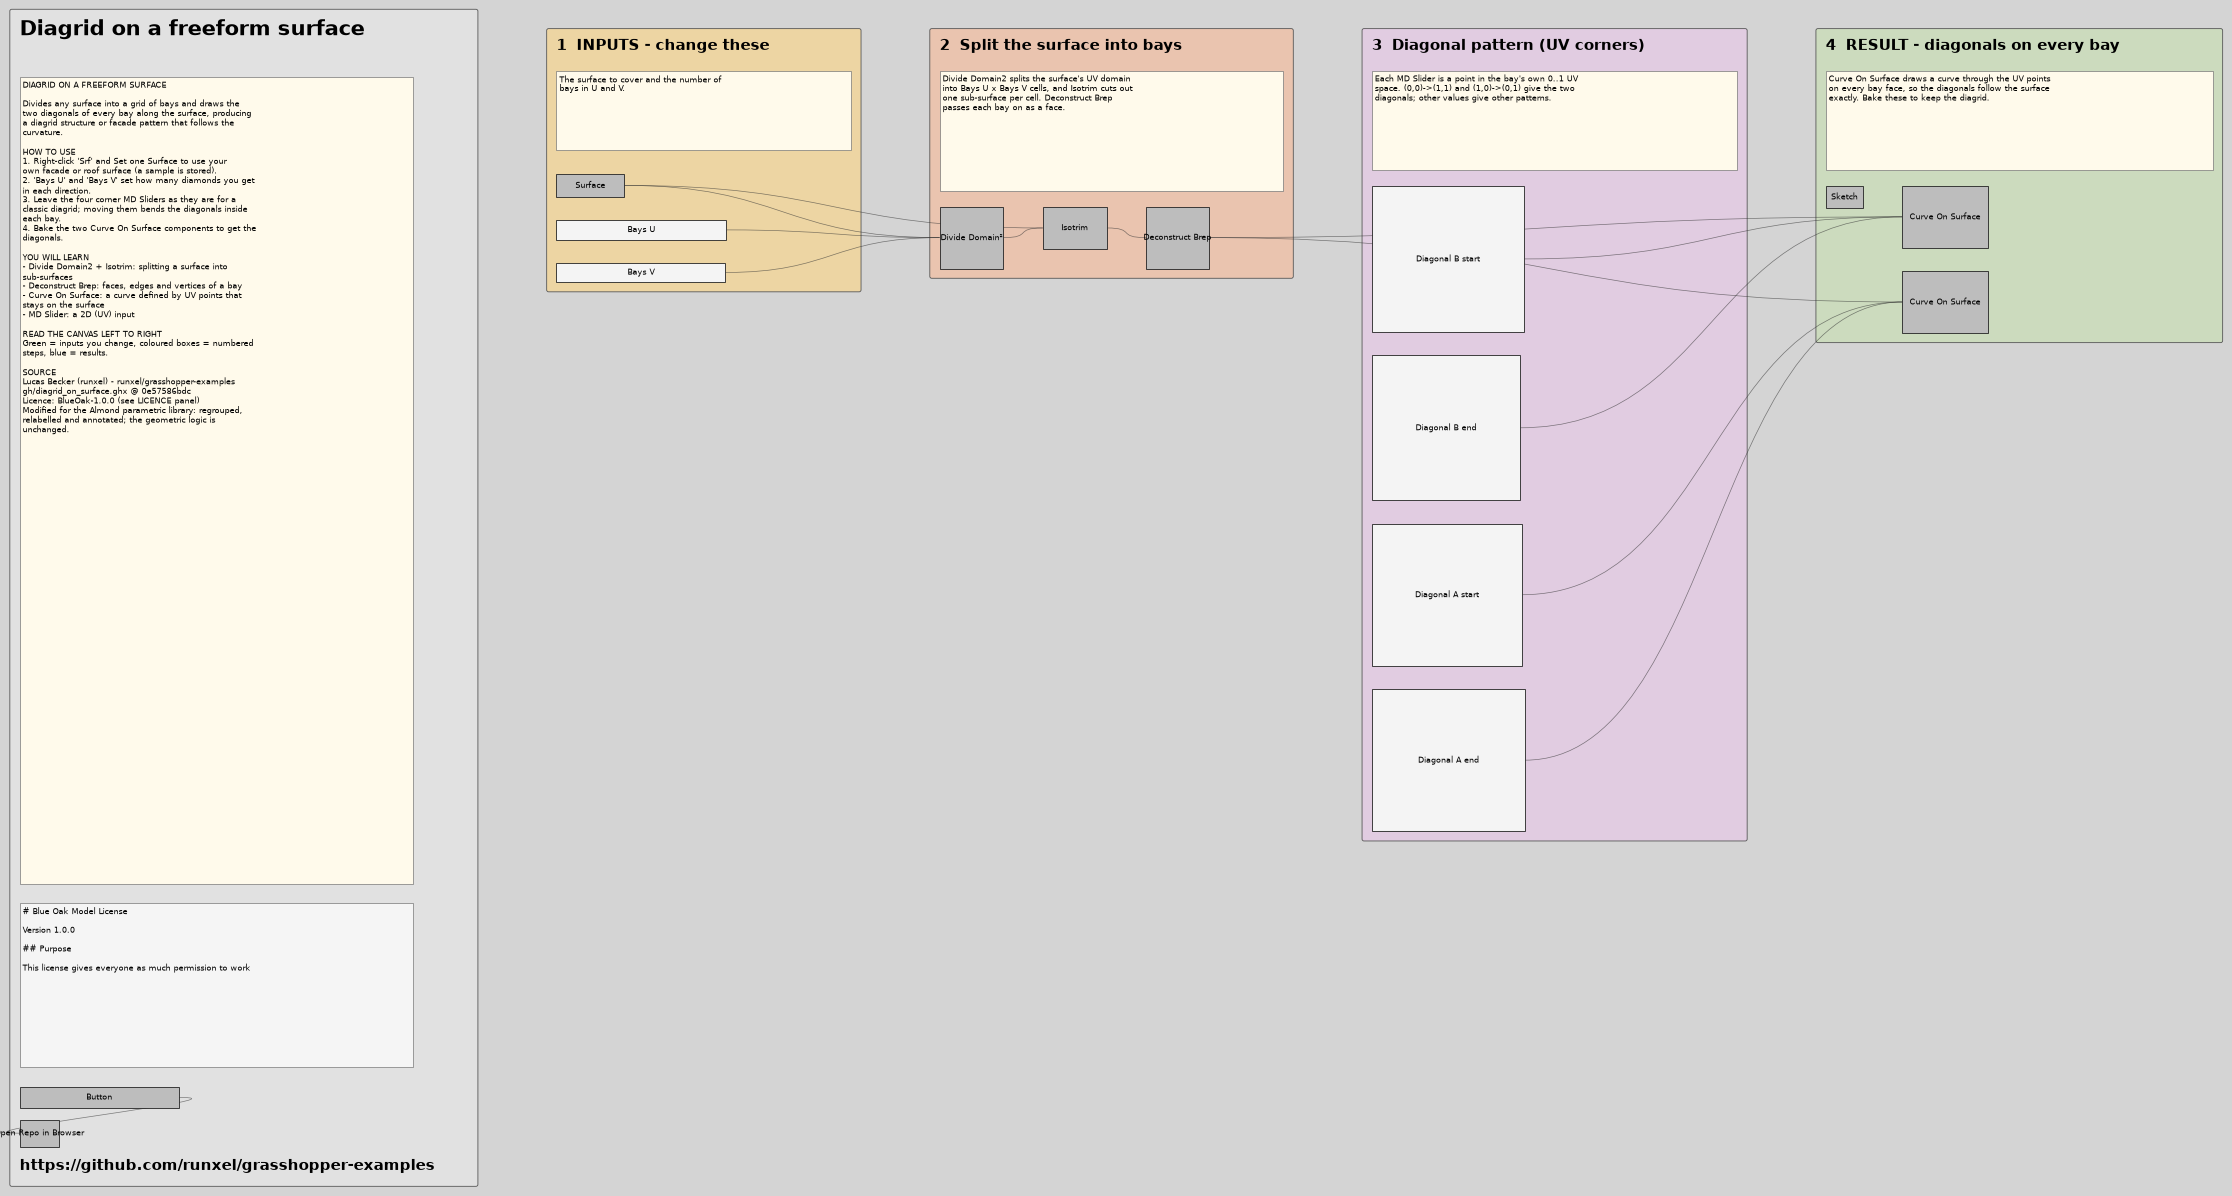 Diagrid on a freeform surface
DIAGRID ON A FREEFORM SURFACE
Divides any surface into a grid of bays and draws the
two diagonals of every bay along the surface, producing
a diagrid structure or facade pattern that follows the
curvature.
HOW TO USE
1. Right-click 'Srf' and Set one Surface to use your
own facade or roof surface (a sample is stored).
2. 'Bays U' and 'Bays V' set how many diamonds you get
in each direction.
3. Leave the four corner MD Sliders as they are for a
classic diagrid; moving them bends the diagonals inside
each bay.
4. Bake the two Curve On Surface components to get the
diagonals.
YOU WILL LEARN
- Divide Domain2 + Isotrim: splitting a surface into
sub-surfaces
- Deconstruct Brep: faces, edges and vertices of a bay
- Curve On Surface: a curve defined by UV points that
stays on the surface
- MD Slider: a 2D (UV) input
READ THE CANVAS LEFT TO RIGHT
Green = inputs you change, coloured boxes = numbered
steps, blue = results.
SOURCE
Lucas Becker (runxel) - runxel/grasshopper-examples
gh/diagrid_on_surface.ghx @ 0e57586bdc
Licence: BlueOak-1.0.0 (see LICENCE panel)
Modified for the Almond parametric library: regrouped,
relabelled and annotated; the geometric logic is
unchanged.
# Blue Oak Model License
Version 1.0.0
## Purpose
This license gives everyone as much permission to work
Button
pen Repo in Browser
https://github.com/runxel/grasshopper-examples
1  INPUTS - change these
The surface to cover and the number of
bays in U and V.
Surface
Bays U
Bays V
2  Split the surface into bays
Divide Domain2 splits the surface's UV domain
into Bays U x Bays V cells, and Isotrim cuts out
one sub-surface per cell. Deconstruct Brep
passes each bay on as a face.
Divide Domain²
Isotrim
Deconstruct Brep
3  Diagonal pattern (UV corners)
Each MD Slider is a point in the bay's own 0..1 UV
space. (0,0)->(1,1) and (1,0)->(0,1) give the two
diagonals; other values give other patterns.
Diagonal B start
Diagonal B end
Diagonal A start
Diagonal A end
4  RESULT - diagonals on every bay
Curve On Surface draws a curve through the UV points
on every bay face, so the diagonals follow the surface
exactly. Bake these to keep the diagrid.
Sketch
Curve On Surface
Curve On Surface